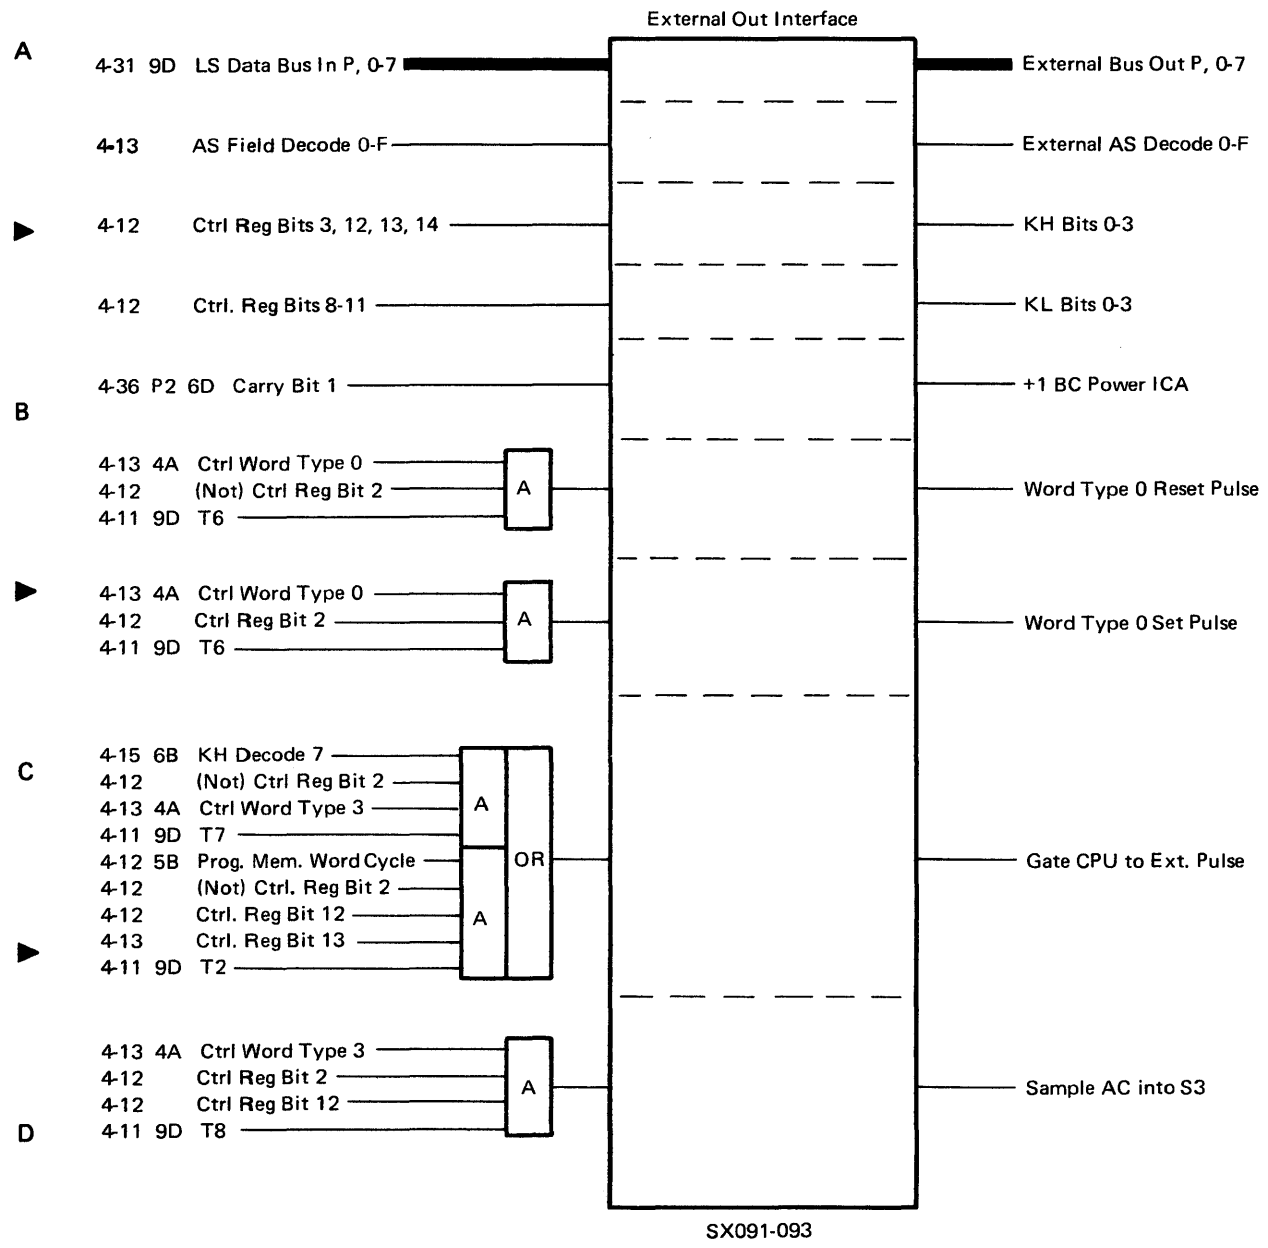 External Out Interface
A
4-31 9D LS Data Bus In P, 0-7
External Bus Out P, 0-7
4-13 AS Field Decode 0-F
External AS Decode 0-F
4-12 Ctrl Reg Bits 3, 12, 13, 14
KH Bits 0-3
4-12 Ctrl. Reg Bits 8-11
KL Bits 0-3
4-36 P2 6D Carry Bit 1
+1 BC Power ICA
B
4-13 4A Ctrl Word Type 0
4-12 (Not) Ctrl Reg Bit 2
A
Word Type 0 Reset Pulse
4-11 9D T6
4-13 4A Ctrl Word Type 0
4-12 Ctrl Reg Bit 2
A
Word Type 0 Set Pulse
4-11 9D T6
4-15 6B KH Decode 7
C
4-12 (Not) Ctrl Reg Bit 2
4-13 4A Ctrl Word Type 3
A
4-11 9D T7
4-12 5B Prog. Mem. Word Cycle
OR
Gate CPU to Ext. Pulse
4-12 (Not) Ctrl. Reg Bit 2
4-12 Ctrl. Reg Bit 12
A
4-13 Ctrl. Reg Bit 13
4-11 9D T2
4-13 4A Ctrl Word Type 3
4-12 Ctrl Reg Bit 2
A
Sample AC into S3
4-12 Ctrl Reg Bit 12
D
4-11 9D T8
SX091-093